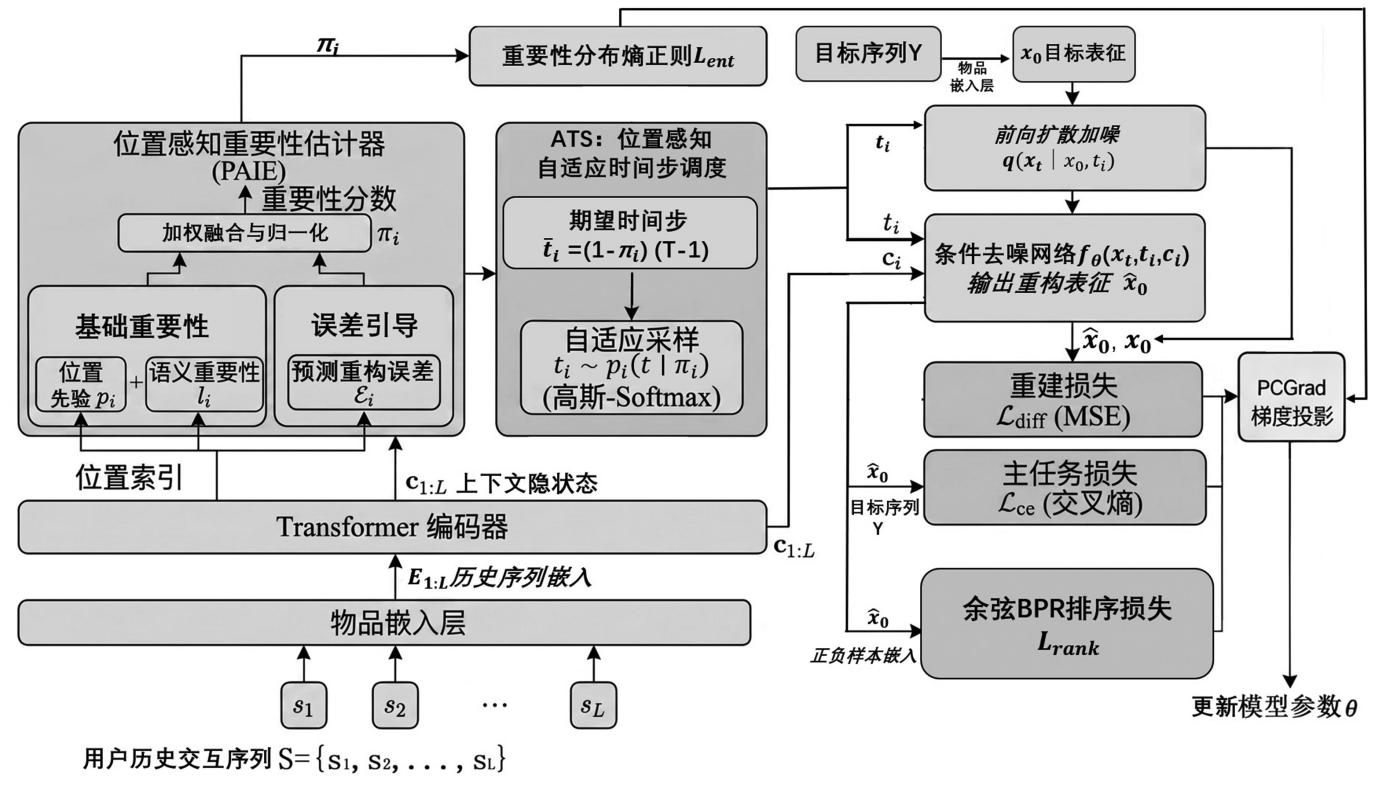 π_i
重要性分布熵正则L_ent
目标序列Y
物品
嵌入层
x_0目标表征
位置感知重要性估计器
(PAIE)
重要性分数
加权融合与归一化
π_i
基础重要性
位置
先验 p_i
+
语义重要性
l_i
误差引导
预测重构误差
ℰ_i
ATS：位置感知
自适应时间步调度
期望时间步
t̄_i =(1-π_i) (T-1)
自适应采样
t_i ~ p_i(t | π_i)
(高斯-Softmax)
t_i
前向扩散加噪
q(x_t | x_0, t_i)
t_i
c_i
条件去噪网络f_θ(x_t,t_i,c_i)
输出重构表征 x̂_0
x̂_0, x_0
重建损失
ℒ_diff (MSE)
PCGrad
梯度投影
x̂_0
目标序列
Y
主任务损失
ℒ_ce (交叉熵)
x̂_0
正负样本嵌入
余弦BPR排序损失
L_rank
更新模型参数θ
位置索引
c_1:L 上下文隐状态
Transformer 编码器
c_1:L
E_1:L历史序列嵌入
物品嵌入层
s_1
s_2
...
s_L
用户历史交互序列 S={s_1, s_2, . . . , s_L}